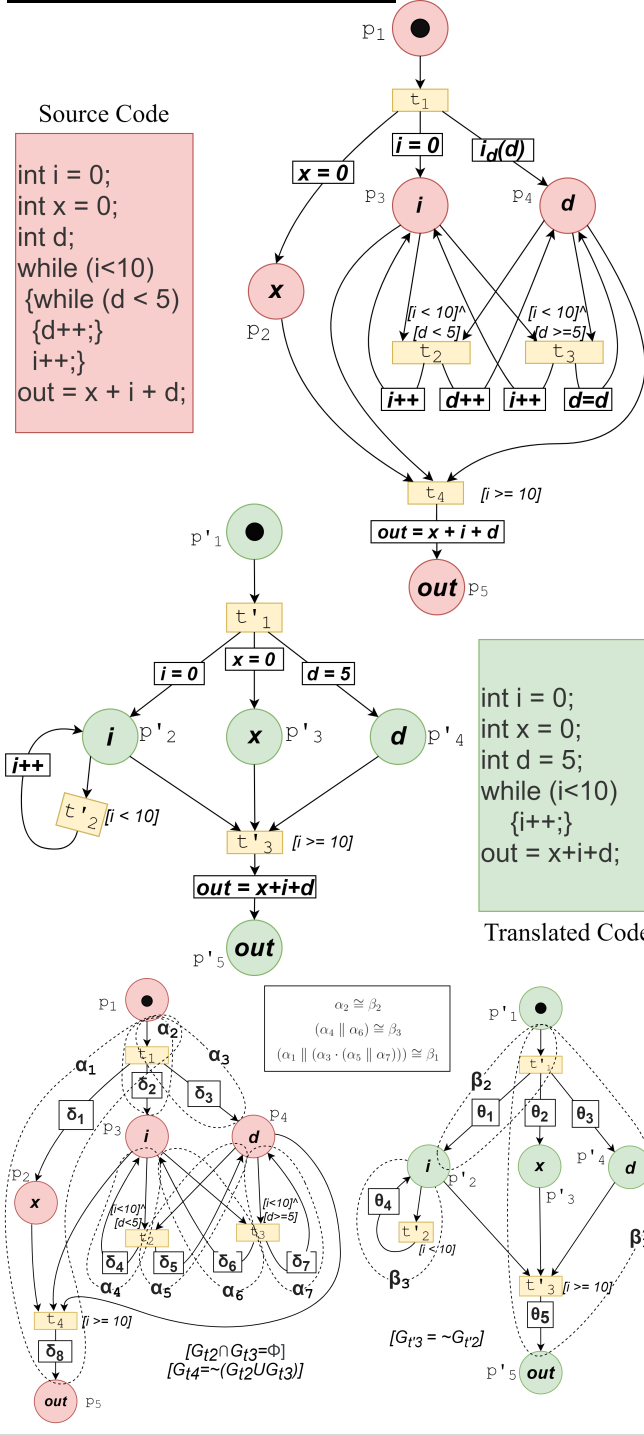 p1
t1
Source Code
int i = 0;
int x = 0;
int d;
while (i<10)
{while (d < 5)
{d++;}
i++;}
out = x + i + d;
x = 0
i = 0
id(d)
p3
i
p4
d
x
p2
[i < 10]^
[d < 5]
[i < 10]^
[d >=5]
t2
t3
i++
d++
i++
d=d
t4
[i >= 10]
out = x + i + d
out
p5
p'1
t'1
i = 0
x = 0
d = 5
i
p'2
x
p'3
d
p'4
i++
t'2
[i < 10]
t'3
[i >= 10]
out = x+i+d
p'5
out
int i = 0;
int x = 0;
int d = 5;
while (i<10)
{i++;}
out = x+i+d;
Translated Code
p1
α2
t1
α1
α3
δ1
δ2
δ3
p3
i
d
p4
p2
x
[i<10]^
[d<5]
[i<10]^
[d>=5]
t2
t3
δ4
δ5
δ6
δ7
α4
α5
α6
α7
t4
[i >= 10]
δ8
out
p5
[Gt2∩Gt3=Φ]
[Gt4=~(Gt2UGt3)]
α2 ≅ β2
(α4 ∥ α6) ≅ β3
(α1 ∥ (α3 · (α5 ∥ α7))) ≅ β1
p'1
β2
θ1
θ2
θ3
i
p'2
x
p'3
p'4
d
θ4
t'2
[i < 10]
β3
t'3
[i >= 10]
θ5
[Gt'3 = ~Gt'2]
p'5
out